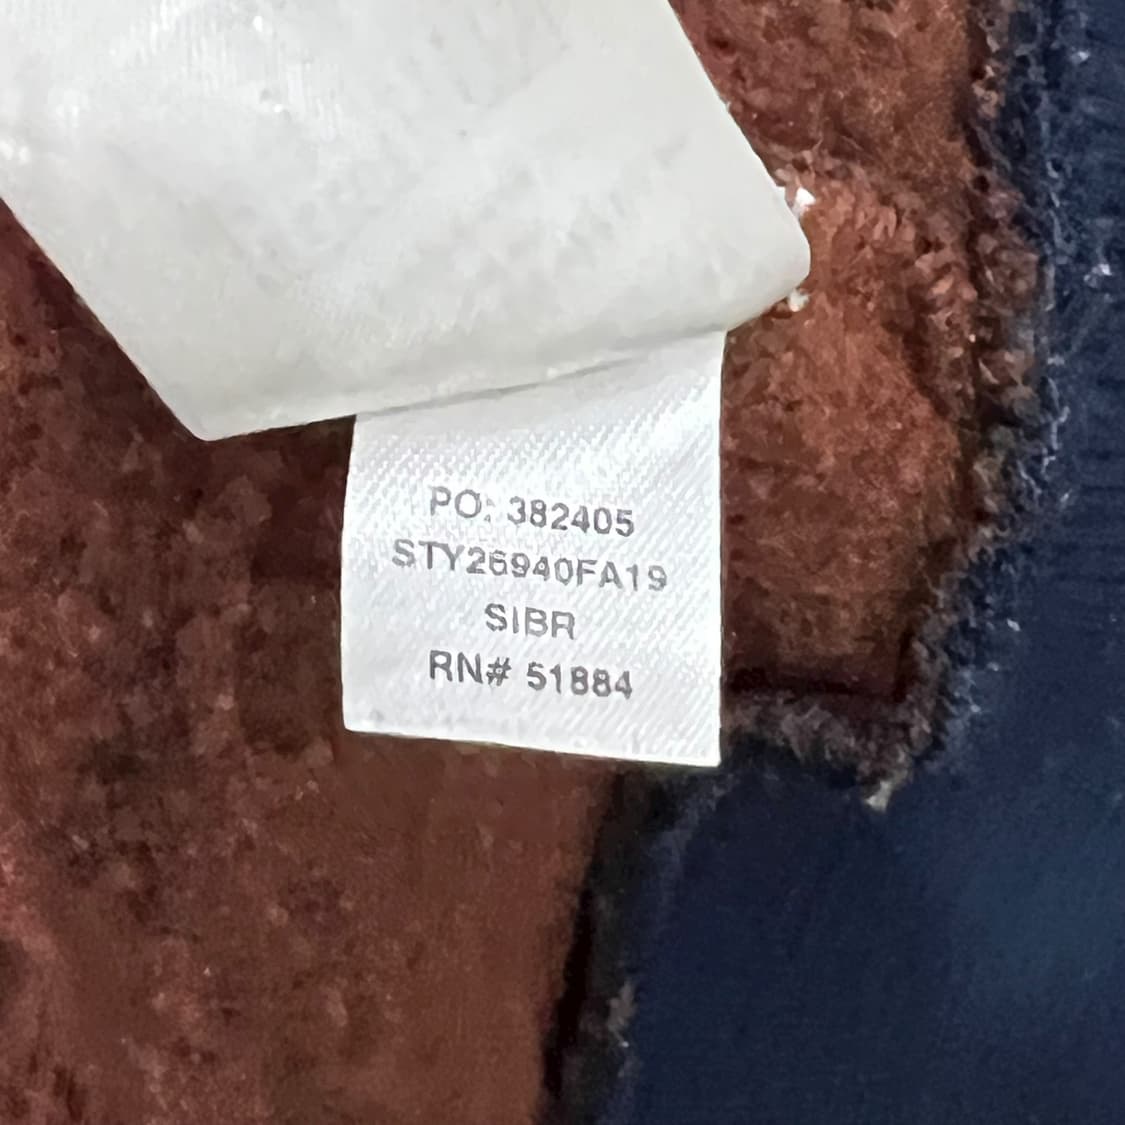 PO: 382405
STY26940FA19
SIBR
RN# 51884